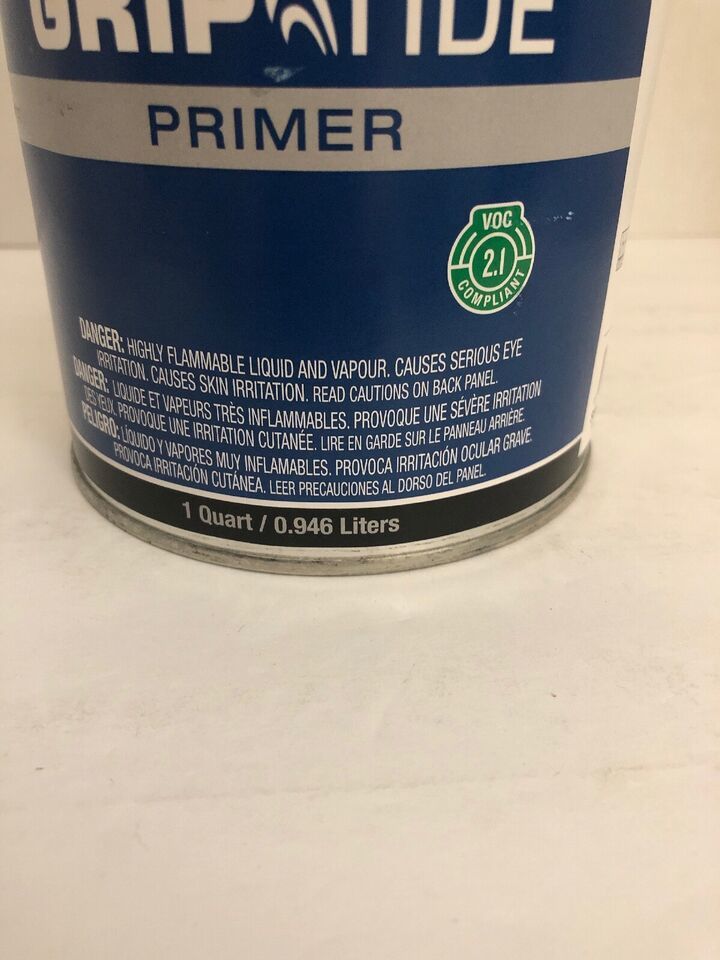 GRIP TIDE
PRIMER
VOC
2.1
COMPLIANT
DANGER: HIGHLY FLAMMABLE LIQUID AND VAPOUR. CAUSES SERIOUS EYE
IRRITATION. CAUSES SKIN IRRITATION. READ CAUTIONS ON BACK PANEL.
DANGER: LIQUIDE ET VAPEURS TRÈS INFLAMMABLES. PROVOQUE UNE SÉVÈRE IRRITATION
DES YEUX. PROVOQUE UNE IRRITATION CUTANÉE. LIRE EN GARDE SUR LE PANNEAU ARRIÈRE.
PELIGRO: LÍQUIDO Y VAPORES MUY INFLAMABLES. PROVOCA IRRITACIÓN OCULAR GRAVE.
PROVOCA IRRITACIÓN CUTÁNEA. LEER PRECAUCIONES AL DORSO DEL PANEL.
1 Quart / 0.946 Liters